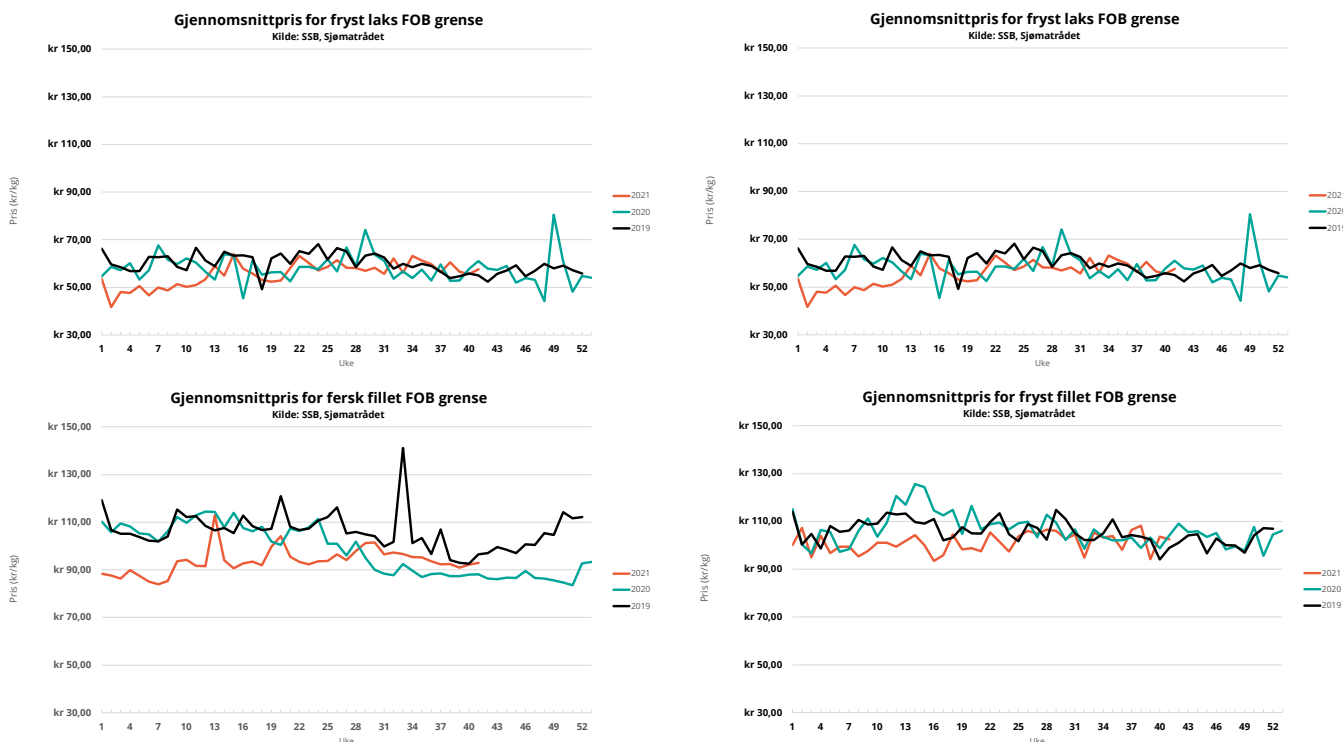 Gjennomsnittpris for fryst laks FOB grense
Kilde: SSB, Sjømatrådet
kr 150,00
kr 130,00
kr 110,00
kr 90,00
kr 70,00
kr 50,00
kr 30,00
Pris (kr/kg)
1 4 7 10 13 16 19 22 25 28 31 34 37 40 43 46 49 52
Uke
2021
2020
2019
Gjennomsnittpris for fryst laks FOB grense
Kilde: SSB, Sjømatrådet
kr 150,00
kr 130,00
kr 110,00
kr 90,00
kr 70,00
kr 50,00
kr 30,00
Pris (kr/kg)
1 4 7 10 13 16 19 22 25 28 31 34 37 40 43 46 49 52
Uke
2021
2020
2019
Gjennomsnittpris for fersk fillet FOB grense
Kilde: SSB, Sjømatrådet
kr 150,00
kr 130,00
kr 110,00
kr 90,00
kr 70,00
kr 50,00
kr 30,00
Pris (kr/kg)
1 4 7 10 13 16 19 22 25 28 31 34 37 40 43 46 49 52
Uke
2021
2020
2019
Gjennomsnittpris for fryst fillet FOB grense
Kilde: SSB, Sjømatrådet
kr 150,00
kr 130,00
kr 110,00
kr 90,00
kr 70,00
kr 50,00
kr 30,00
Pris (kr/kg)
1 4 7 10 13 16 19 22 25 28 31 34 37 40 43 46 49 52
Uke
2021
2020
2019